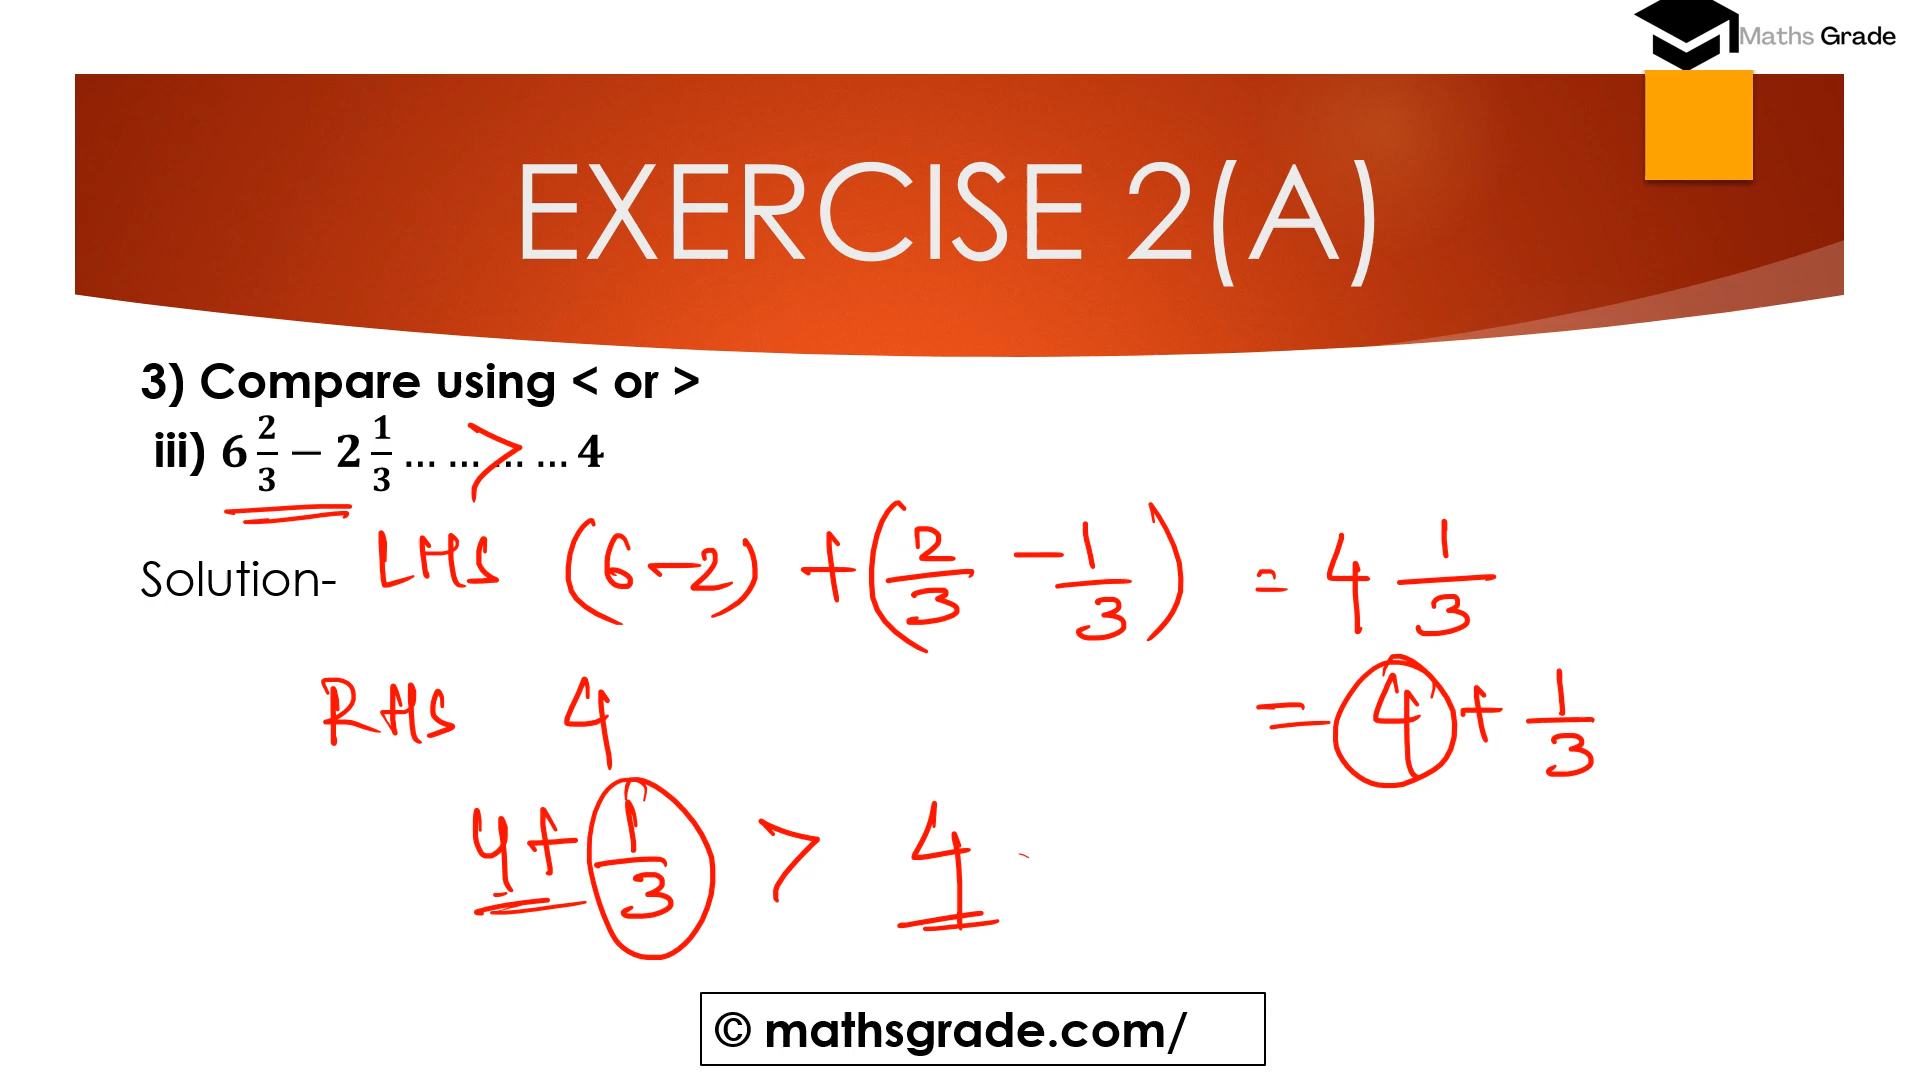 Maths Grade
EXERCISE 2(A)
3) Compare using < or >
iii) 6 2/3 − 2 1/3 ... ... > ... ... 4
Solution- LHS (6-2) + (2/3 - 1/3) = 4 1/3
RHS 4 = 4 + 1/3
4+ 1/3 > 4
© mathsgrade.com/